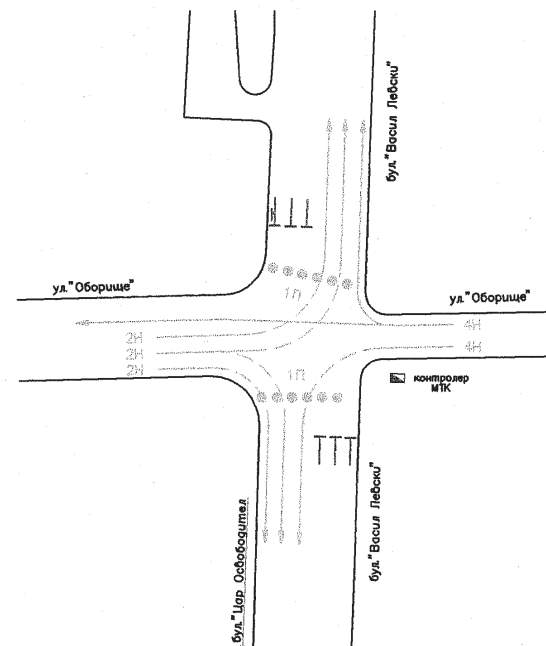 бул."Васил Левски"
ул."Оборище"
ул."Оборище"
1П
2Н
2Н
2Н
4Н
4Н
1П
контролер
МТК
бул."Цар Освободител
бул."Васил Левски"